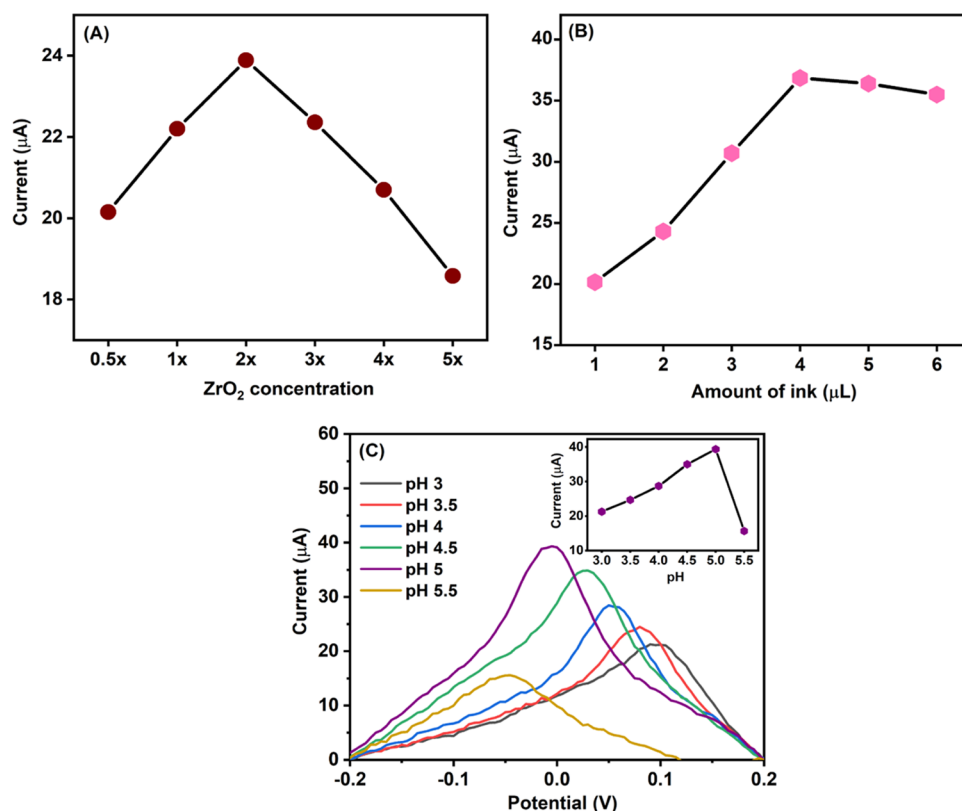 (A)
Current (μA)
24
22
20
18
0.5x 1x 2x 3x 4x 5x
ZrO₂ concentration
(B)
Current (μA)
40
35
30
25
20
15
1 2 3 4 5 6
Amount of ink (μL)
(C)
Current (μA)
60
50
40
30
20
10
0
pH 3
pH 3.5
pH 4
pH 4.5
pH 5
pH 5.5
-0.2 -0.1 0.0 0.1 0.2
Potential (V)
Current (μA)
40
30
20
10
3.0 3.5 4.0 4.5 5.0 5.5
pH